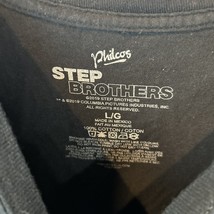 Philcos
STEP
BROTHERS
©2019 STEP BROTHERS
™ & ©2019 COLUMBIA PICTURES INDUSTRIES, INC.
ALL RIGHTS RESERVED.
L/G
MADE IN MEXICO
FAIT EN MEXIQUE
100% COTTON / COTON